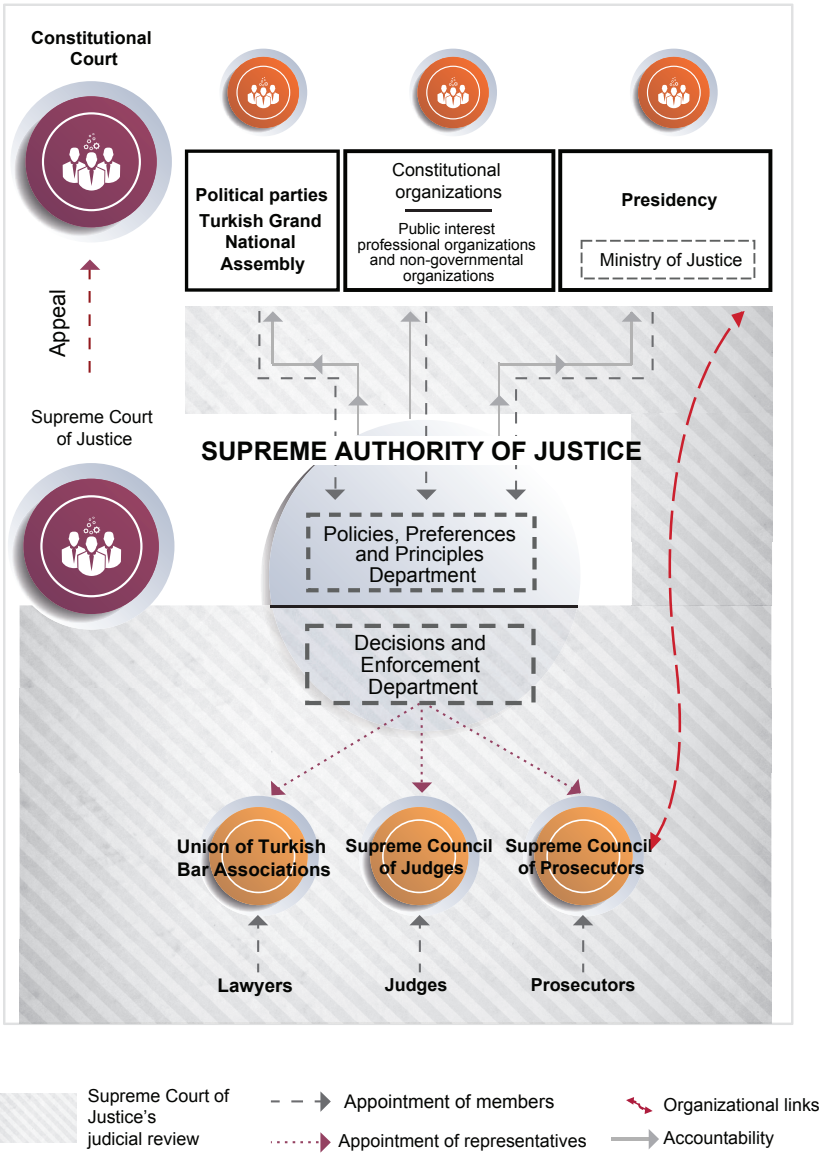 Constitutional
Court
Political parties
Turkish Grand
National
Assembly
Constitutional
organizations
Public interest
professional organizations
and non-governmental
organizations
Presidency
Ministry of Justice
Appeal
Supreme Court
of Justice
SUPREME AUTHORITY OF JUSTICE
Policies, Preferences
and Principles
Department
Decisions and
Enforcement
Department
Union of Turkish
Bar Associations
Supreme Council
of Judges
Supreme Council
of Prosecutors
Lawyers
Judges
Prosecutors
Supreme Court of
Justice's
judicial review
Appointment of members
Appointment of representatives
Organizational links
Accountability